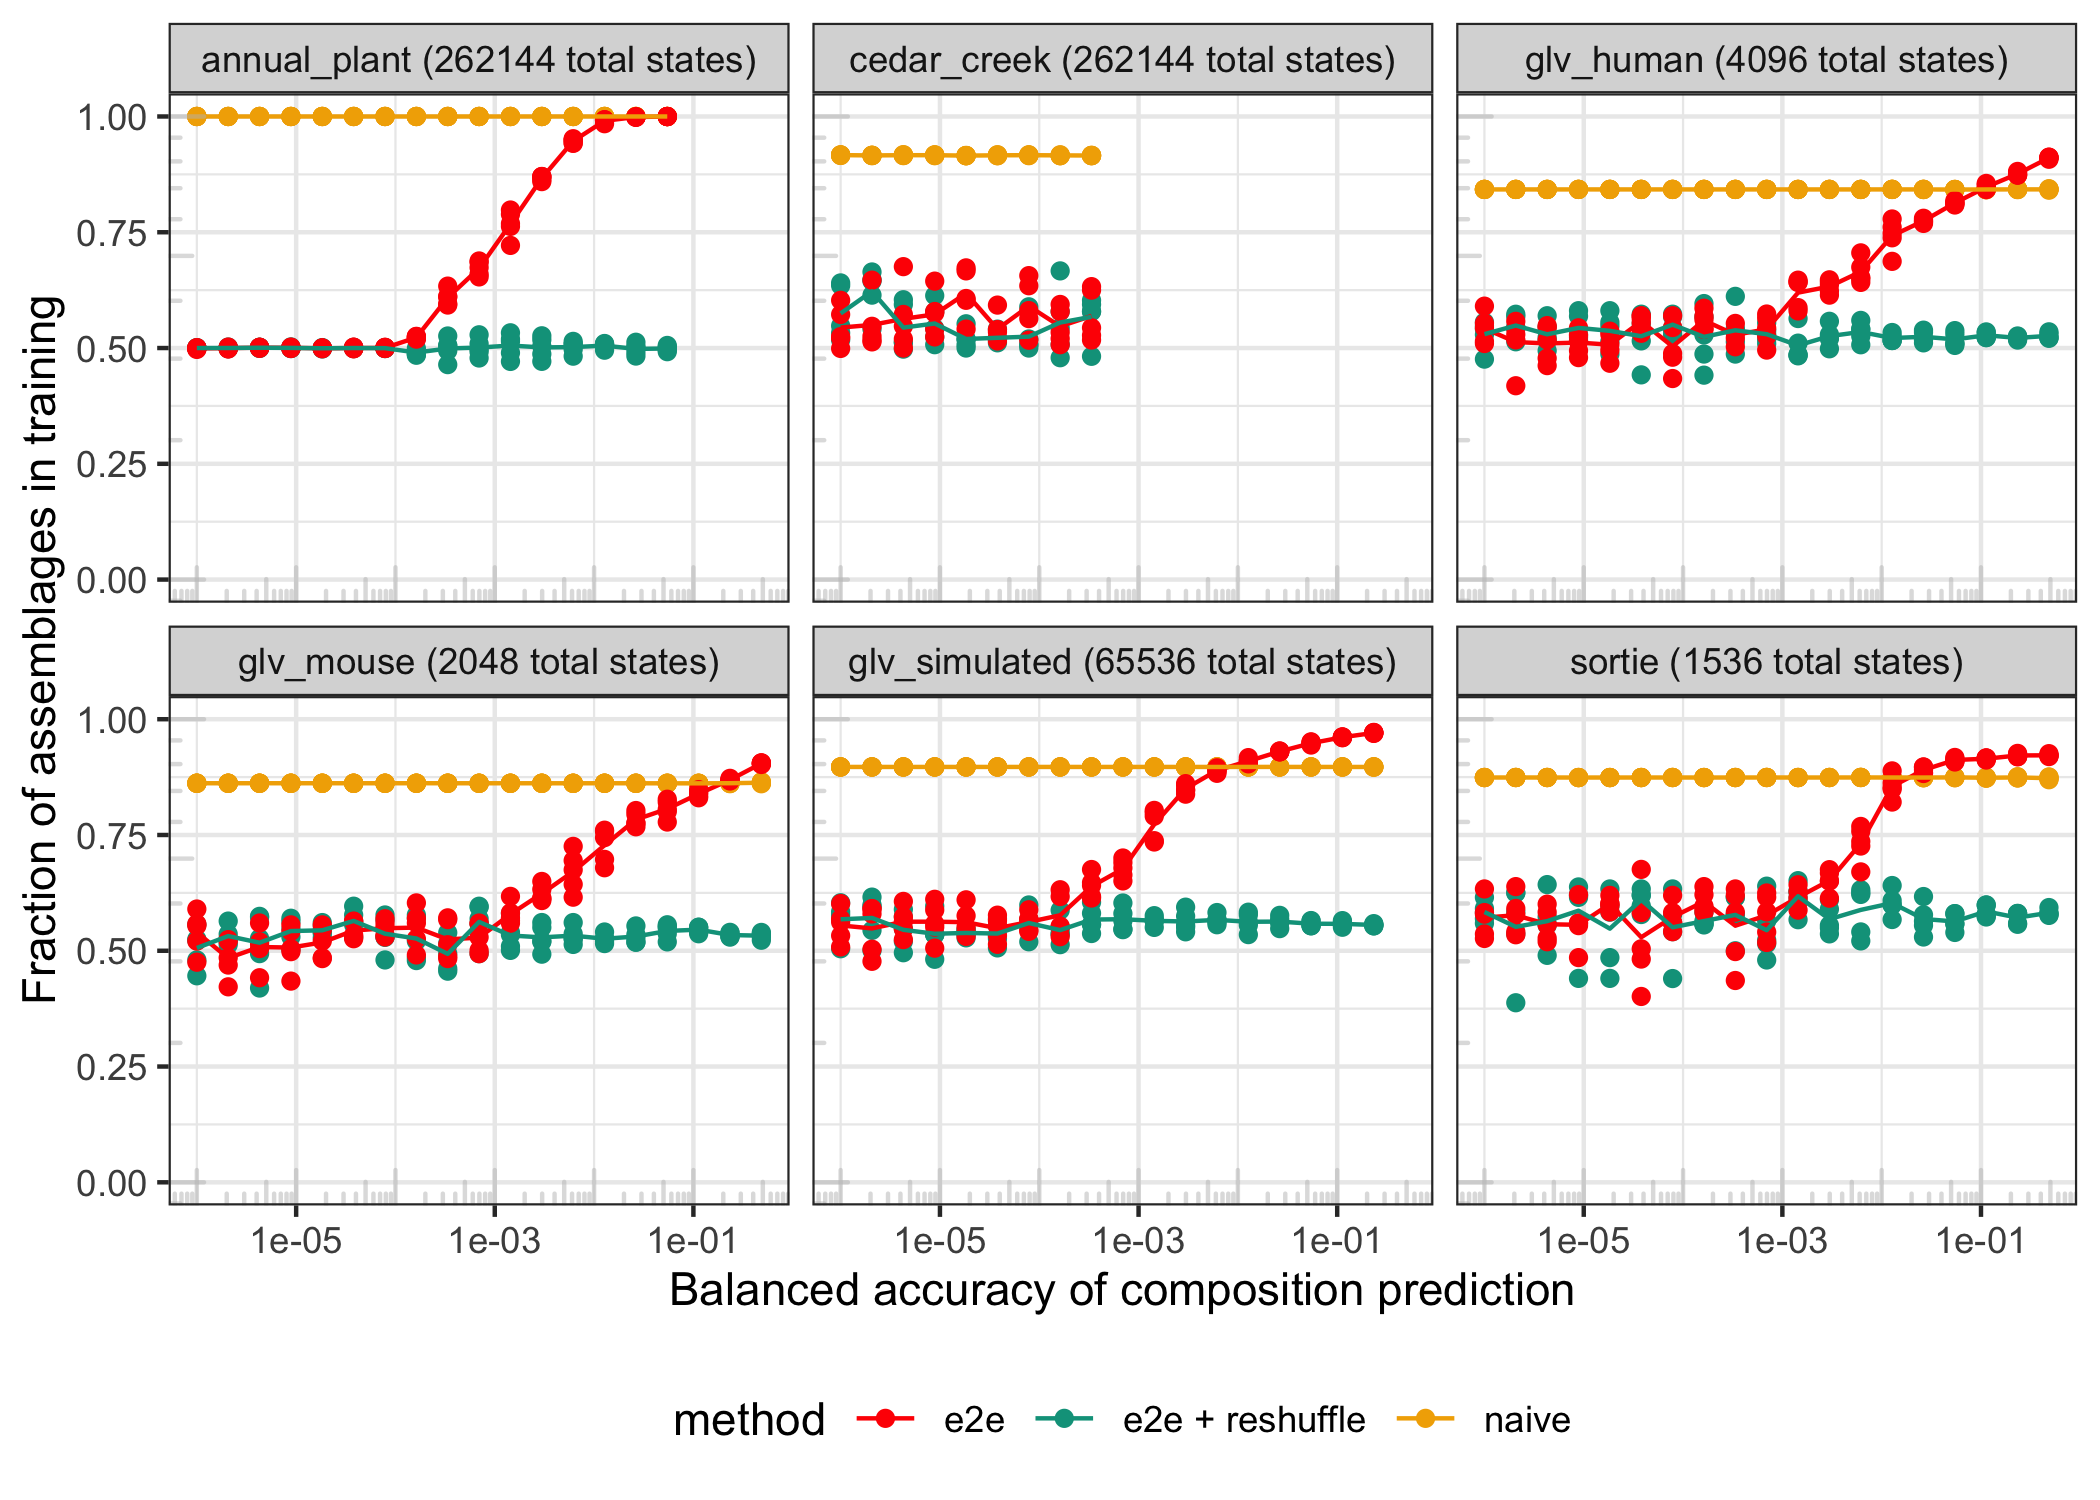 annual_plant (262144 total states)
cedar_creek (262144 total states)
glv_human (4096 total states)
1.00
0.75
0.50
0.25
0.00
glv_mouse (2048 total states)
glv_simulated (65536 total states)
sortie (1536 total states)
1.00
0.75
0.50
0.25
0.00
Fraction of assemblages in training
1e-05
1e-03
1e-01
1e-05
1e-03
1e-01
1e-05
1e-03
1e-01
Balanced accuracy of composition prediction
method
e2e
e2e + reshuffle
naive